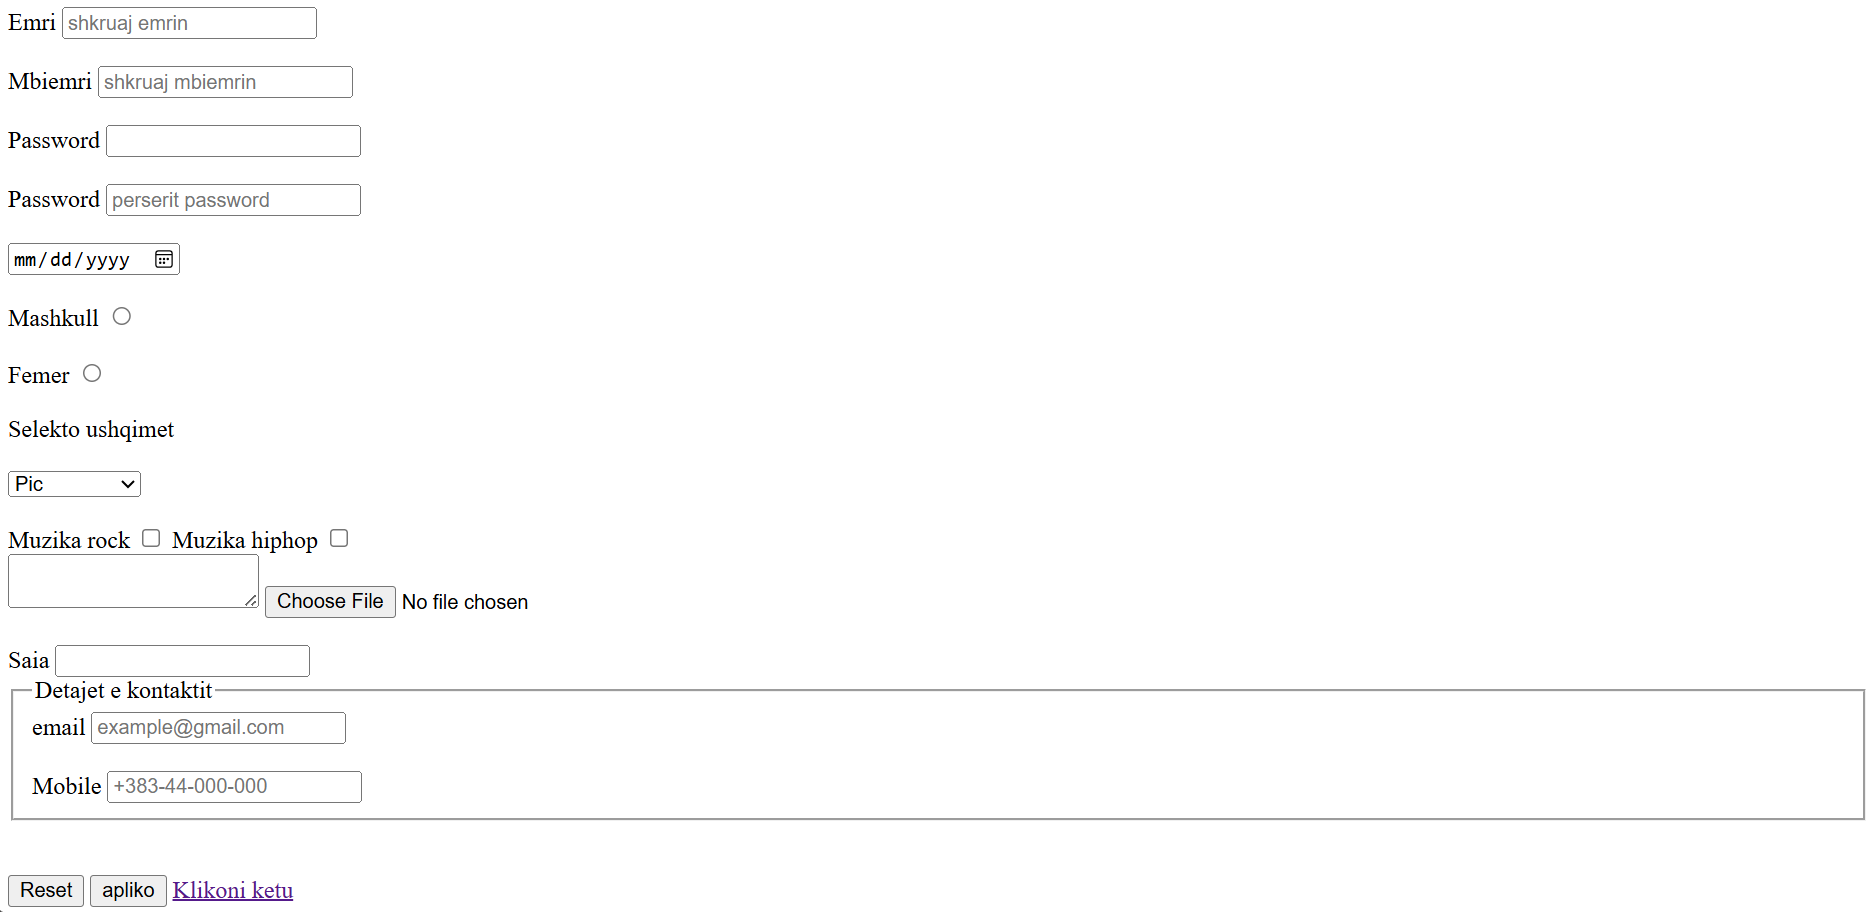 Emri shkruaj emrin
Mbiemri shkruaj mbiemrin
Password
Password perserit password
mm/dd/yyyy
Mashkull
Femer
Selekto ushqimet
Pic
Muzika rock Muzika hiphop
Choose File No file chosen
Saia
Detajet e kontaktit
email example@gmail.com
Mobile +383-44-000-000
Reset apliko Klikoni ketu